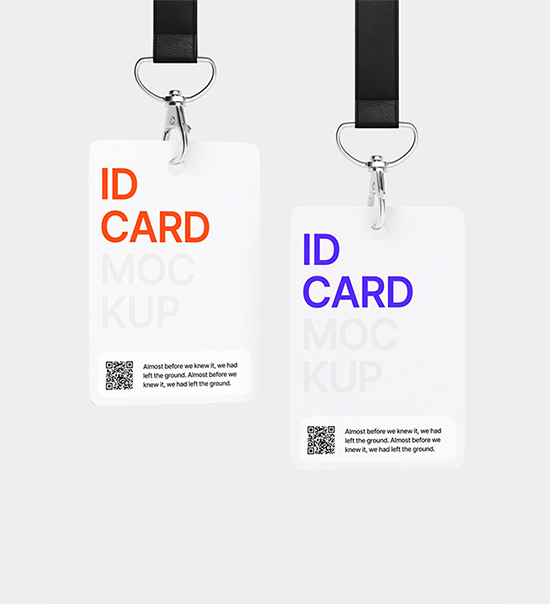 ID
CARD
MOC
KUP
Almost before we knew it, we had
left the ground. Almost before we
knew it, we had left the ground.
ID
CARD
MOC
KUP
Almost before we knew it, we had
left the ground. Almost before we
knew it, we had left the ground.